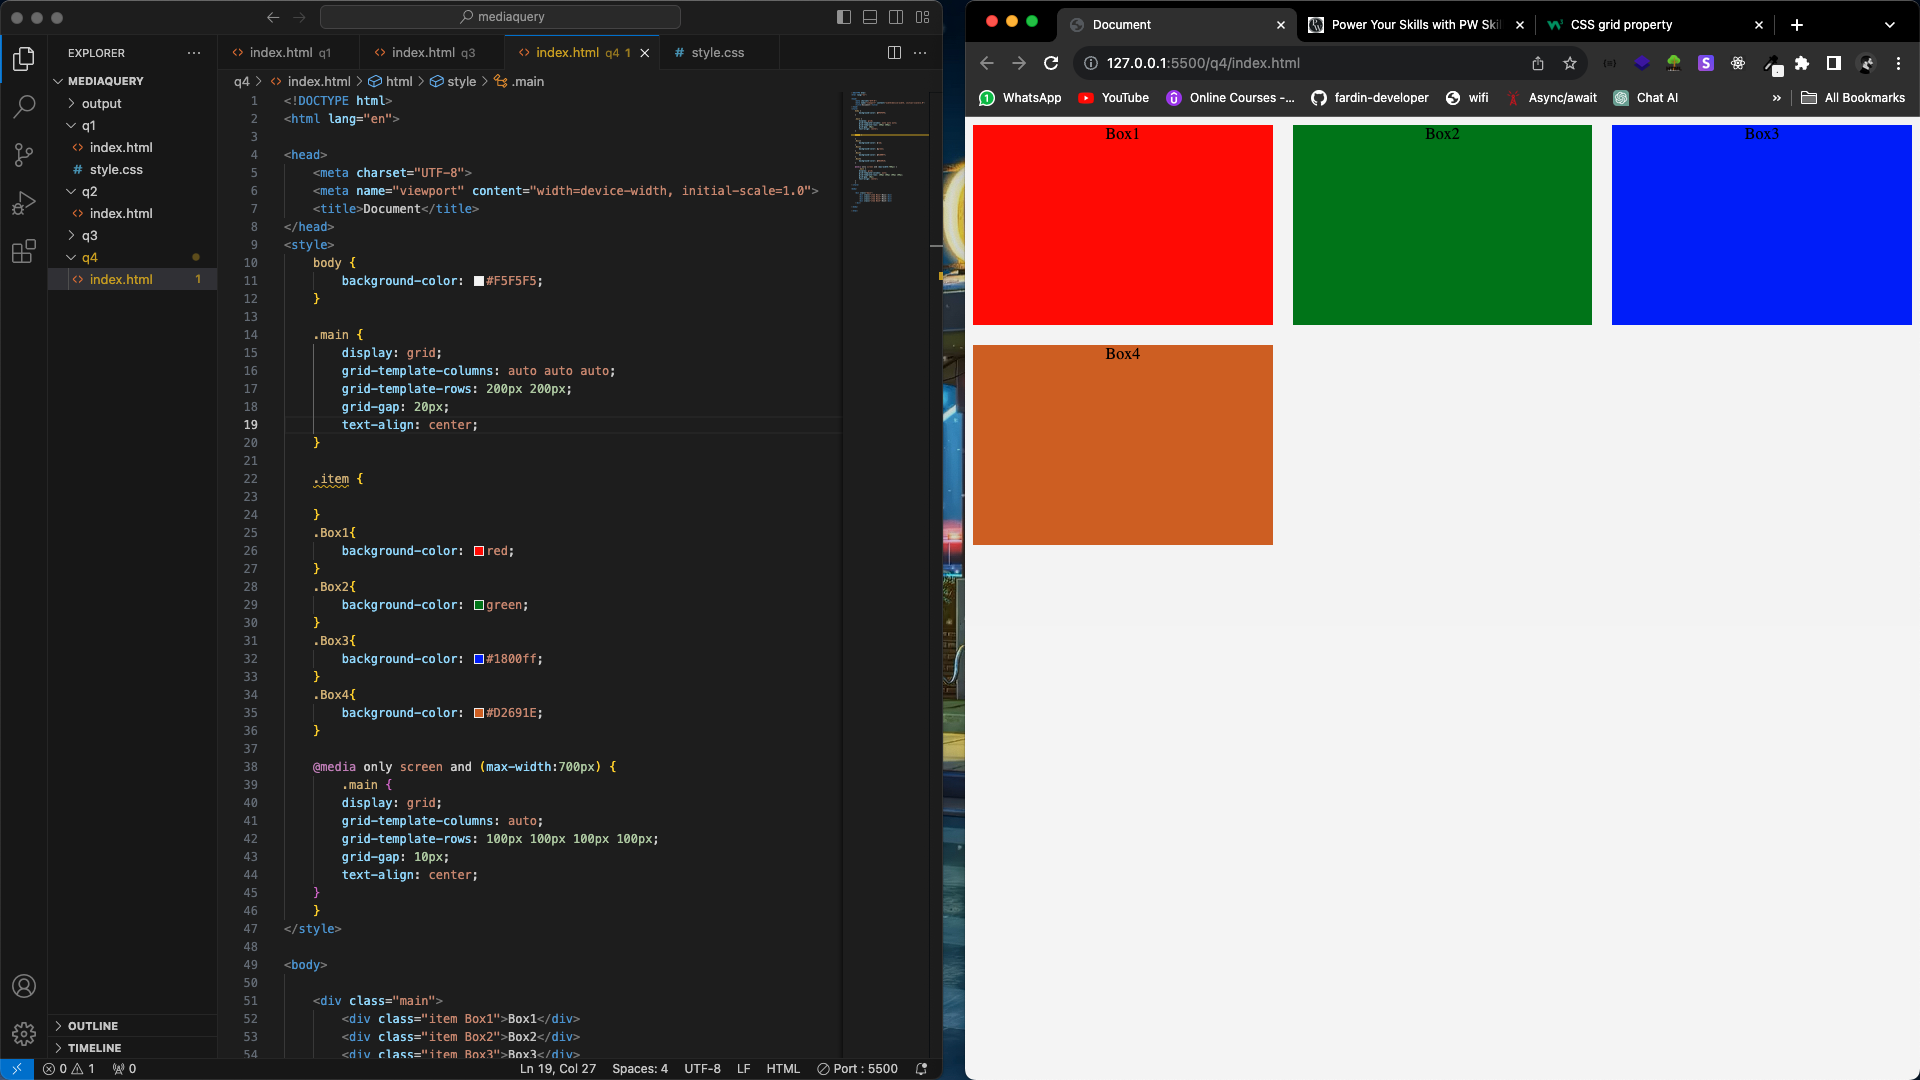 mediaquery
EXPLORER
MEDIAQUERY
output
q1
index.html
style.css
q2
index.html
q3
q4
index.html 1
OUTLINE
TIMELINE
index.html q1
index.html q3
index.html q4 1
style.css
q4 > index.html > html > style > .main
1 <!DOCTYPE html>
2 <html lang="en">
3
4 <head>
5 <meta charset="UTF-8">
6 <meta name="viewport" content="width=device-width, initial-scale=1.0">
7 <title>Document</title>
8 </head>
9 <style>
10 body {
11 background-color: #F5F5F5;
12 }
13
14 .main {
15 display: grid;
16 grid-template-columns: auto auto auto;
17 grid-template-rows: 200px 200px;
18 grid-gap: 20px;
19 text-align: center;
20 }
21
22 .item {
23
24 }
25 .Box1{
26 background-color: red;
27 }
28 .Box2{
29 background-color: green;
30 }
31 .Box3{
32 background-color: #1800ff;
33 }
34 .Box4{
35 background-color: #D2691E;
36 }
37
38 @media only screen and (max-width:700px) {
39 .main {
40 display: grid;
41 grid-template-columns: auto;
42 grid-template-rows: 100px 100px 100px 100px;
43 grid-gap: 10px;
44 text-align: center;
45 }
46 }
47 </style>
48
49 <body>
50
51 <div class="main">
52 <div class="item Box1">Box1</div>
53 <div class="item Box2">Box2</div>
54 <div class="item Box3">Box3</div>
0 1 0
Ln 19, Col 27 Spaces: 4 UTF-8 LF HTML Port : 5500
Document
Power Your Skills with PW Skil
CSS grid property
127.0.0.1:5500/q4/index.html
WhatsApp YouTube Online Courses -... fardin-developer wifi Async/await Chat AI » All Bookmarks
Box1
Box2
Box3
Box4